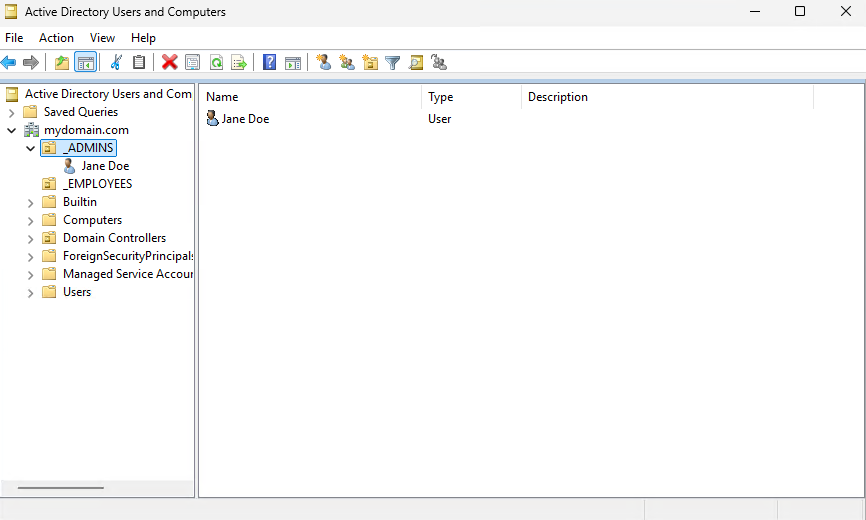 Active Directory Users and Computers
File Action View Help
Active Directory Users and Com
Saved Queries
mydomain.com
_ADMINS
Jane Doe
_EMPLOYEES
Builtin
Computers
Domain Controllers
ForeignSecurityPrincipals
Managed Service Accour
Users
Name Type Description
Jane Doe User